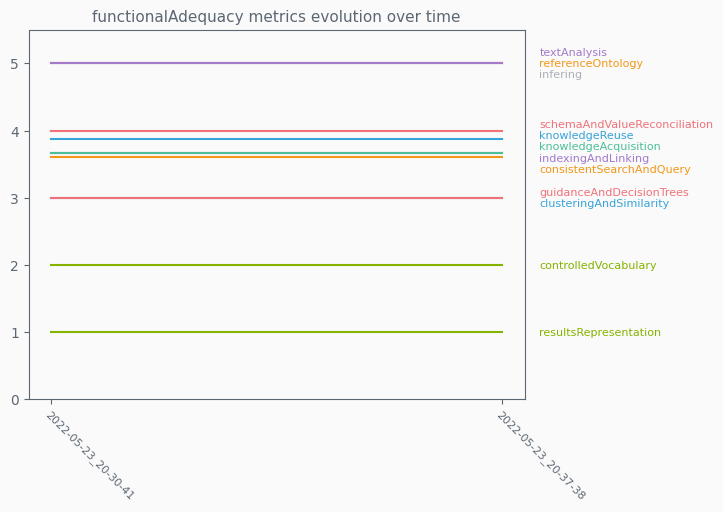 functionalAdequacy metrics evolution over time
5
4
3
2
1
0
textAnalysis
referenceOntology
infering
schemaAndValueReconciliation
knowledgeReuse
knowledgeAcquisition
indexingAndLinking
consistentSearchAndQuery
guidanceAndDecisionTrees
clusteringAndSimilarity
controlledVocabulary
resultsRepresentation
2022-05-23_20-30-41
2022-05-23_20-37-38